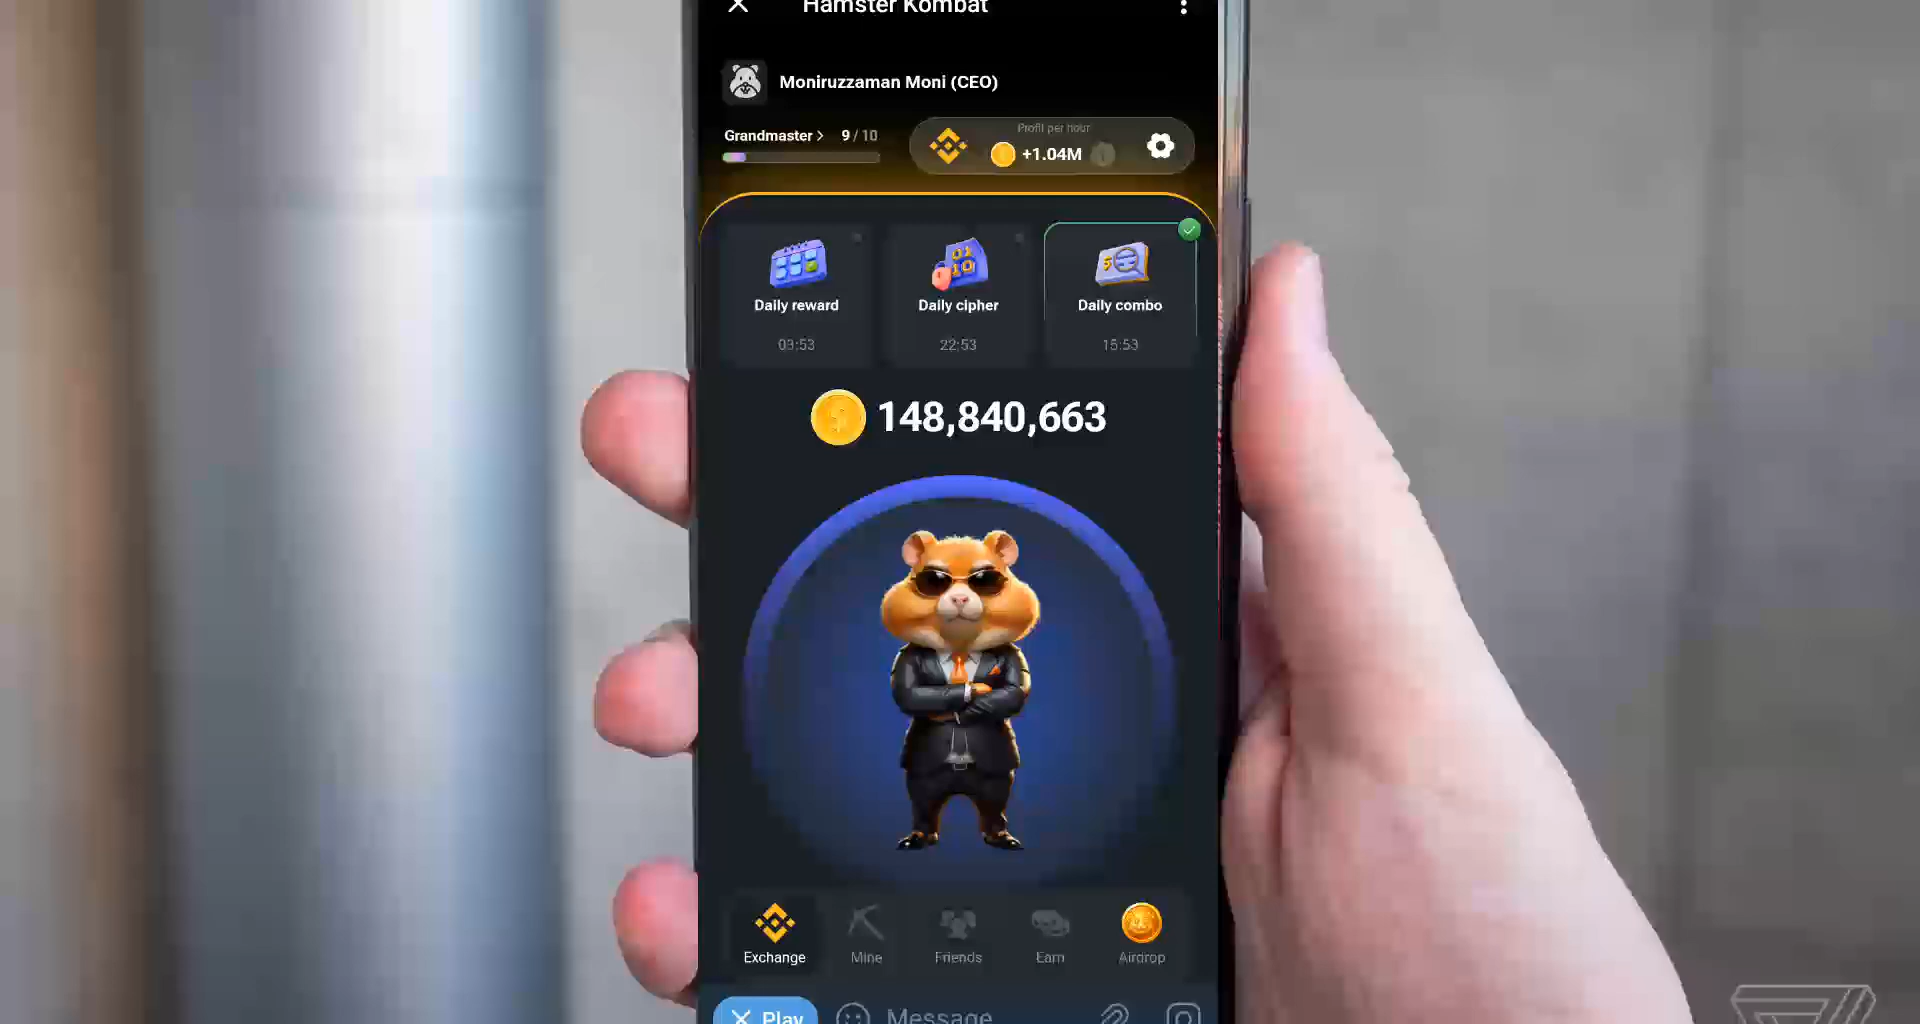 Hamster Kombat
Moniruzzaman Moni (CEO)
Grandmaster > 9 / 10
Profit per hour
+1.04M
Daily reward
Daily cipher
Daily combo
03:53
22:53
15:53
148,840,663
Exchange
Mine
Friends
Earn
Airdrop
Play
Message